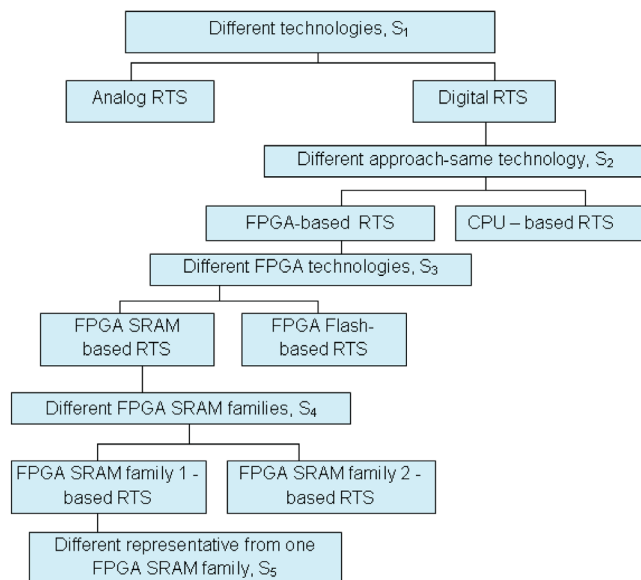 Different technologies, S₁
Analog RTS
Digital RTS
Different approach-same technology, S₂
FPGA-based RTS
CPU – based RTS
Different FPGA technologies, S₃
FPGA SRAM
based RTS
FPGA Flash-
based RTS
Different FPGA SRAM families, S₄
FPGA SRAM family 1 -
based RTS
FPGA SRAM family 2 -
based RTS
Different representative from one
FPGA SRAM family, S₅